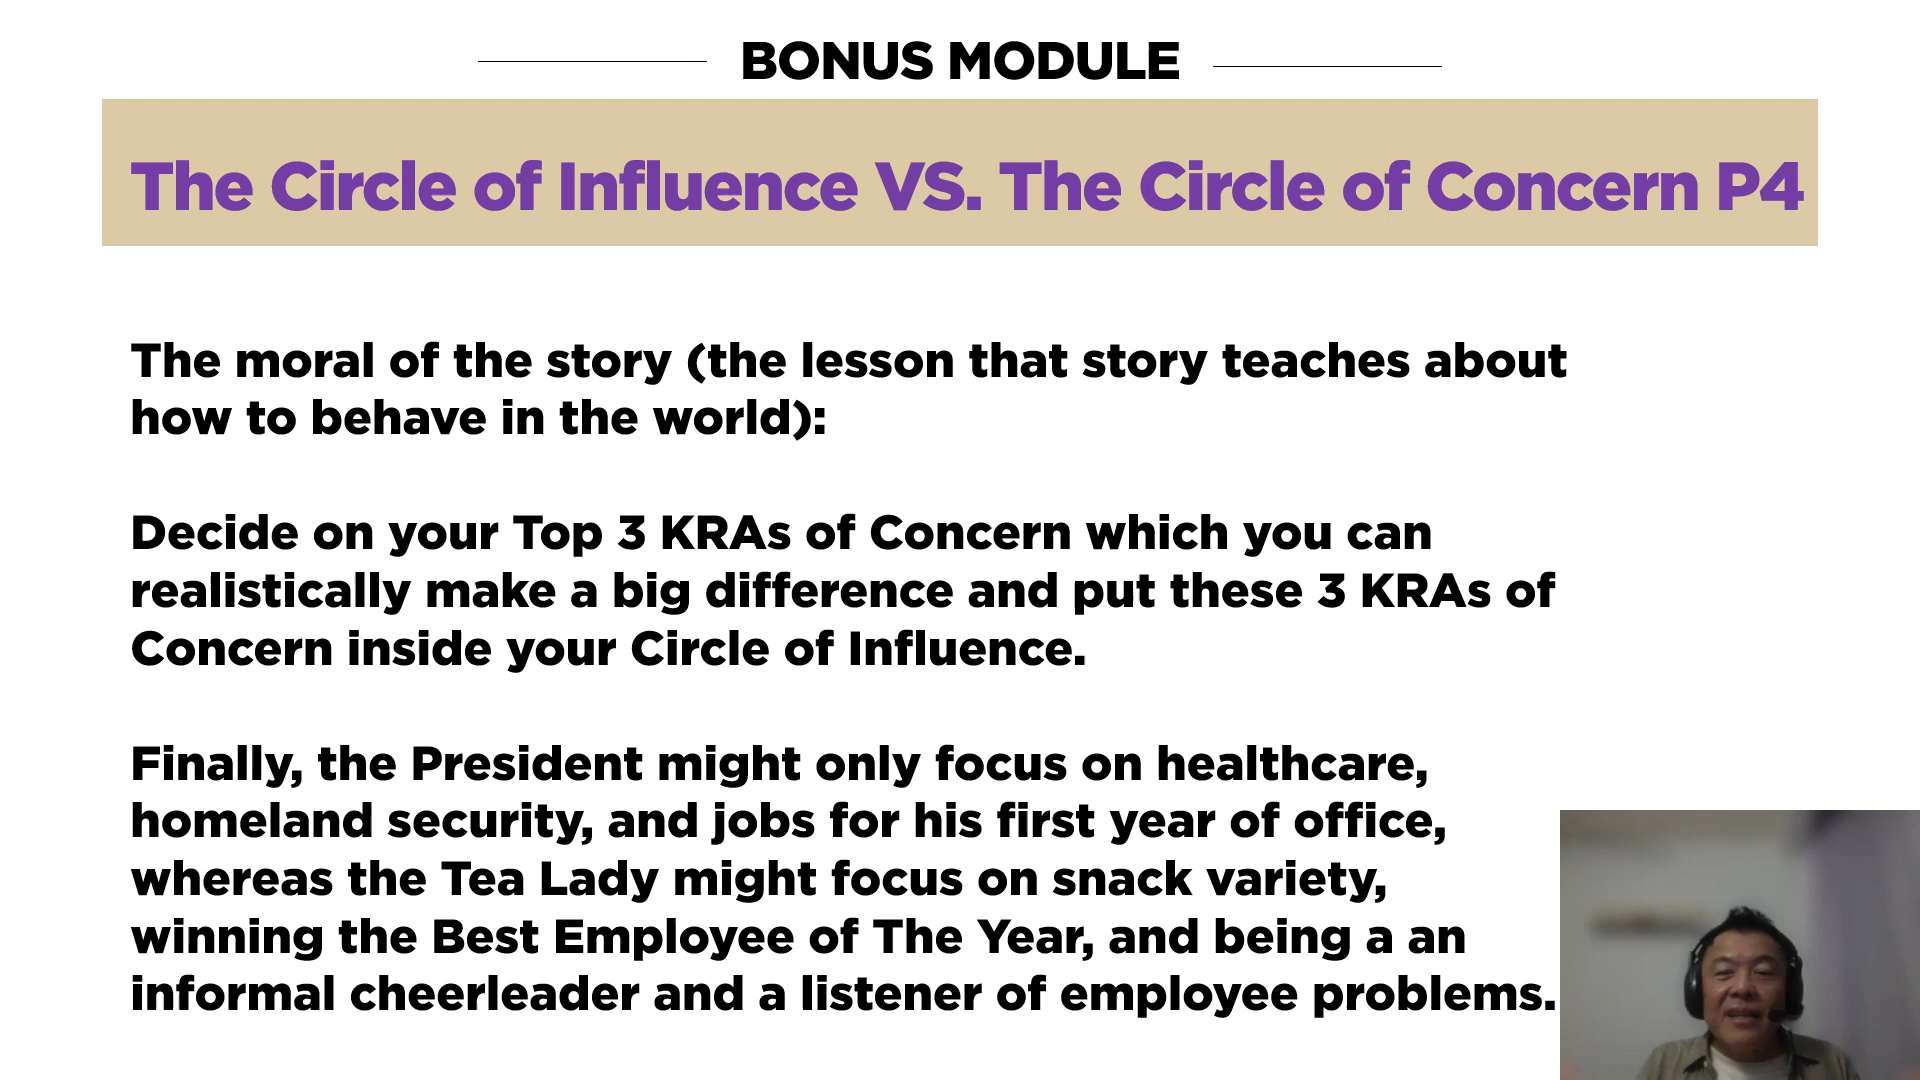 BONUS MODULE
The Circle of Influence VS. The Circle of Concern P4
The moral of the story (the lesson that story teaches about
how to behave in the world):
Decide on your Top 3 KRAs of Concern which you can
realistically make a big difference and put these 3 KRAs of
Concern inside your Circle of Influence.
Finally, the President might only focus on healthcare,
homeland security, and jobs for his first year of office,
whereas the Tea Lady might focus on snack variety,
winning the Best Employee of The Year, and being a an
informal cheerleader and a listener of employee problems.